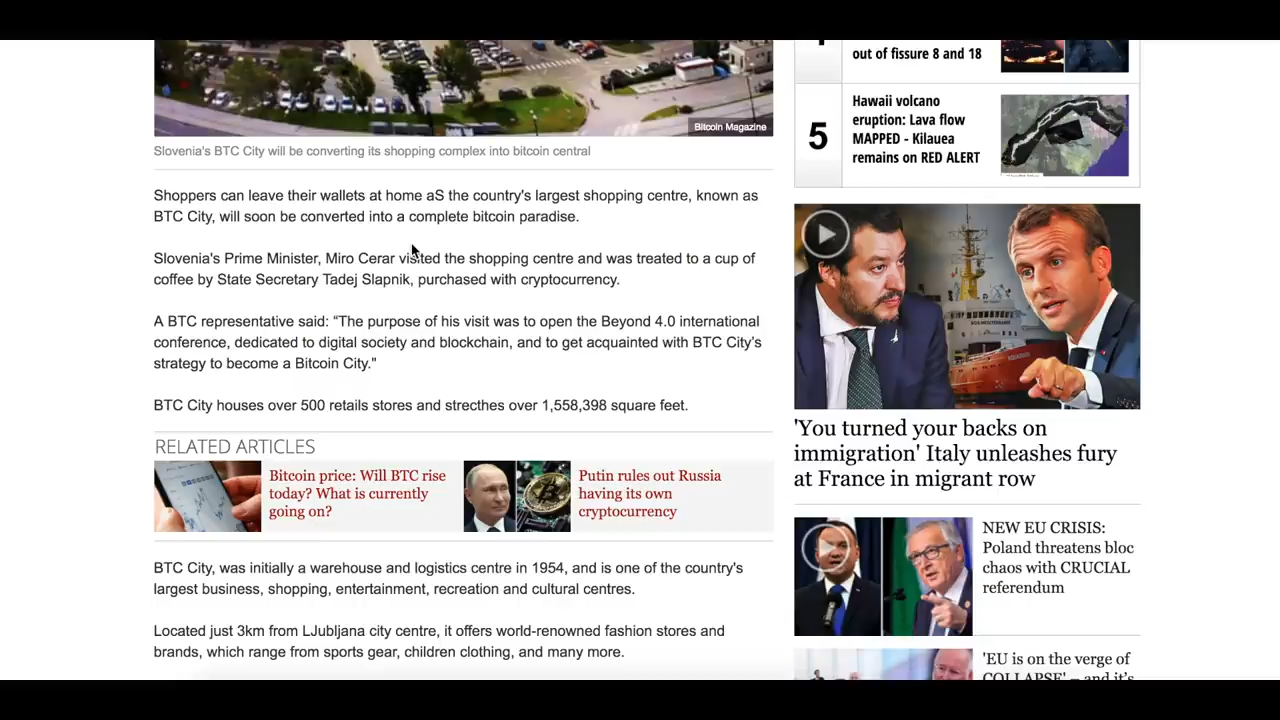 Bitcoin Magazine
Slovenia's BTC City will be converting its shopping complex into bitcoin central
Shoppers can leave their wallets at home aS the country's largest shopping centre, known as
BTC City, will soon be converted into a complete bitcoin paradise.
Slovenia's Prime Minister, Miro Cerar visited the shopping centre and was treated to a cup of
coffee by State Secretary Tadej Slapnik, purchased with cryptocurrency.
A BTC representative said: “The purpose of his visit was to open the Beyond 4.0 international
conference, dedicated to digital society and blockchain, and to get acquainted with BTC City’s
strategy to become a Bitcoin City."
BTC City houses over 500 retails stores and strecthes over 1,558,398 square feet.
RELATED ARTICLES
Bitcoin price: Will BTC rise
today? What is currently
going on?
Putin rules out Russia
having its own
cryptocurrency
BTC City, was initially a warehouse and logistics centre in 1954, and is one of the country's
largest business, shopping, entertainment, recreation and cultural centres.
Located just 3km from LJubljana city centre, it offers world-renowned fashion stores and
brands, which range from sports gear, children clothing, and many more.
out of fissure 8 and 18
5
Hawaii volcano
eruption: Lava flow
MAPPED - Kilauea
remains on RED ALERT
'You turned your backs on
immigration' Italy unleashes fury
at France in migrant row
NEW EU CRISIS:
Poland threatens bloc
chaos with CRUCIAL
referendum
'EU is on the verge of
COLLAPSE' – and it's